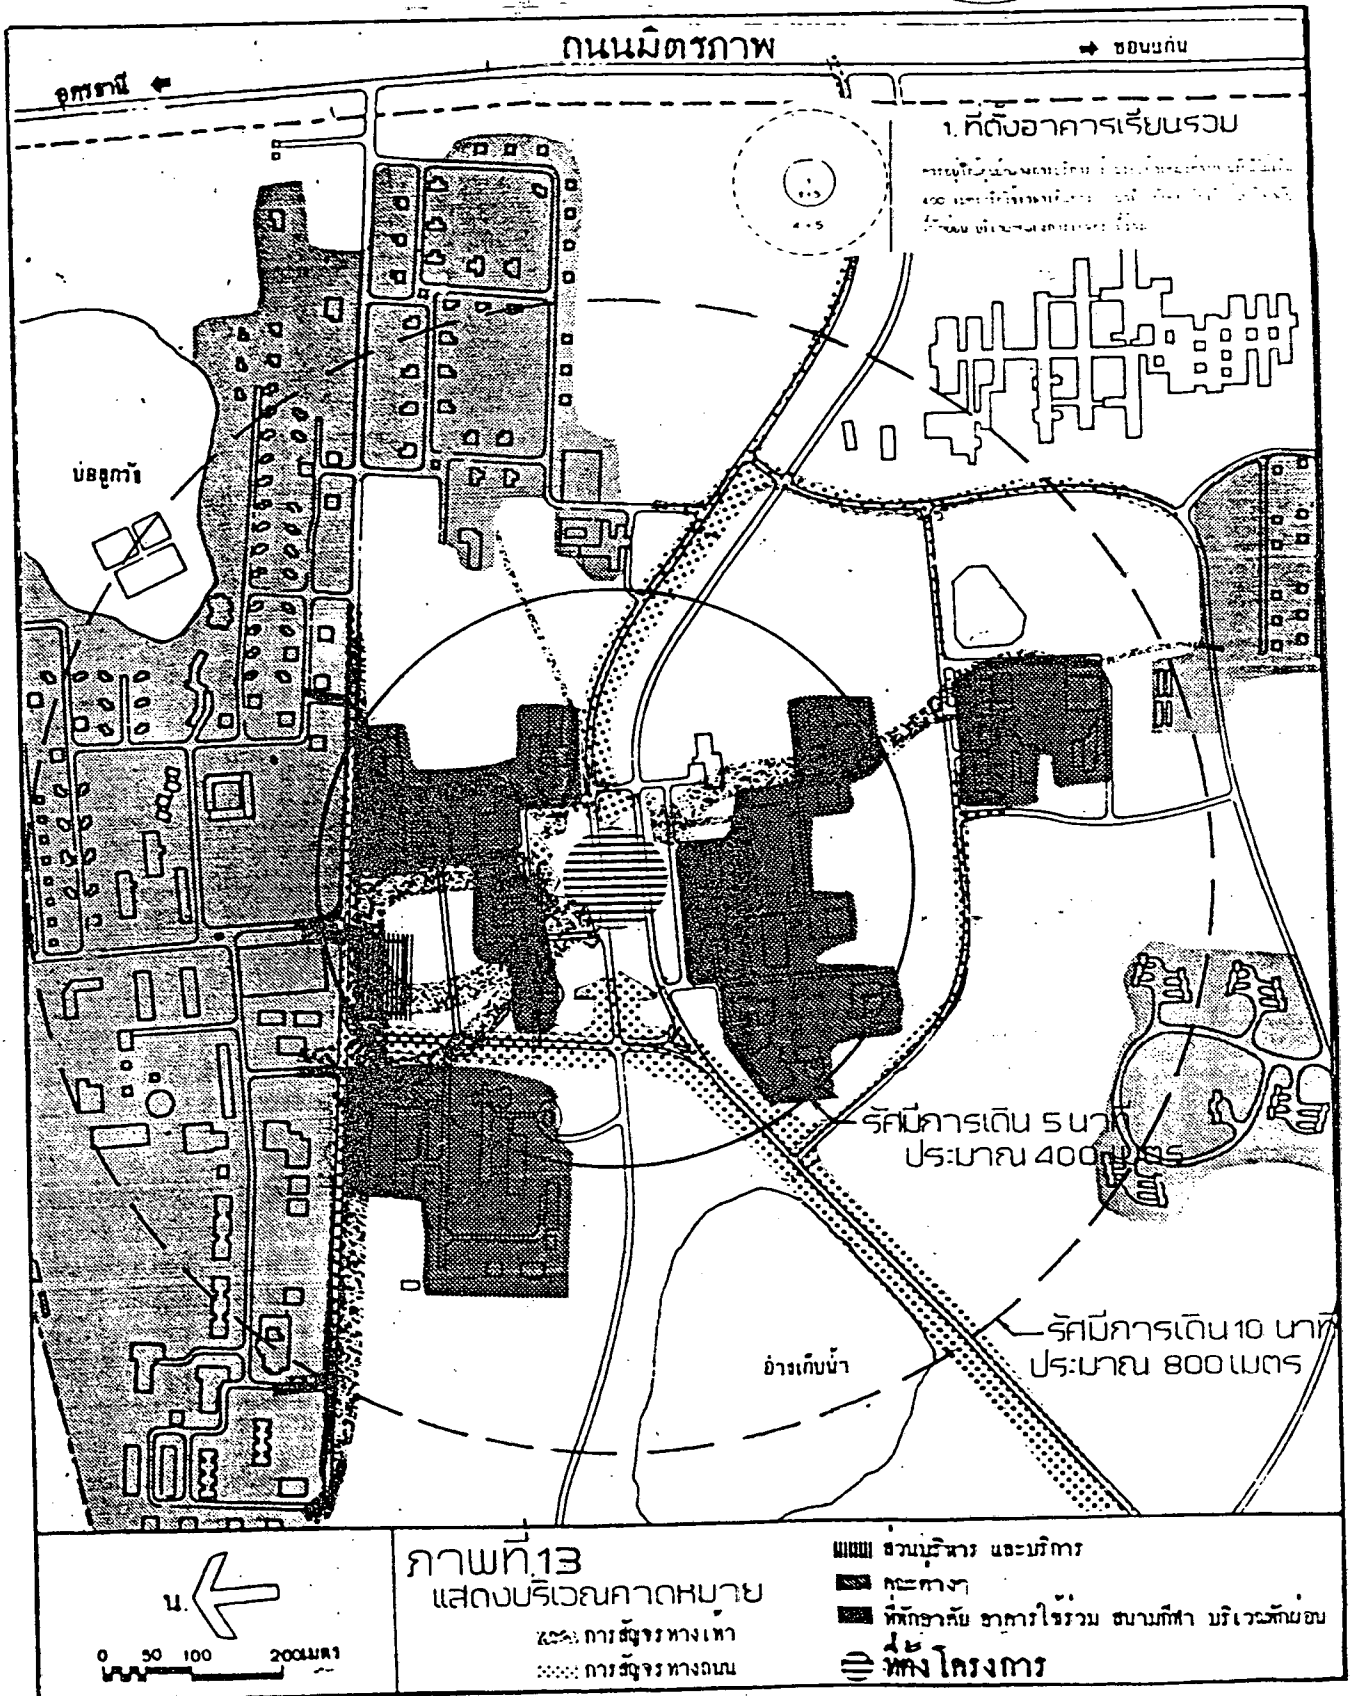 ถนนมิตรภาพ
อุดรธานี
ขอนแก่น
1. ที่ตั้งอาคารเรียนรวม
400
1
4-5
บ่อลูกรัง
รัศมีการเดิน 5 นาที
ประมาณ 400 เมตร
รัศมีการเดิน 10 นาที
ประมาณ 800 เมตร
อ่างเก็บน้ำ
น.
0 50 100 200 เมตร
ภาพที่ 13
แสดงบริเวณคาดหมาย
การสัญจรทางเท้า
การสัญจรทางถนน
ส่วนบริหาร และบริการ
คณะต่างๆ
ที่พักอาศัย อาคารใช้ร่วม สนามกีฬา บริเวณพักผ่อน
ที่ตั้งโครงการ